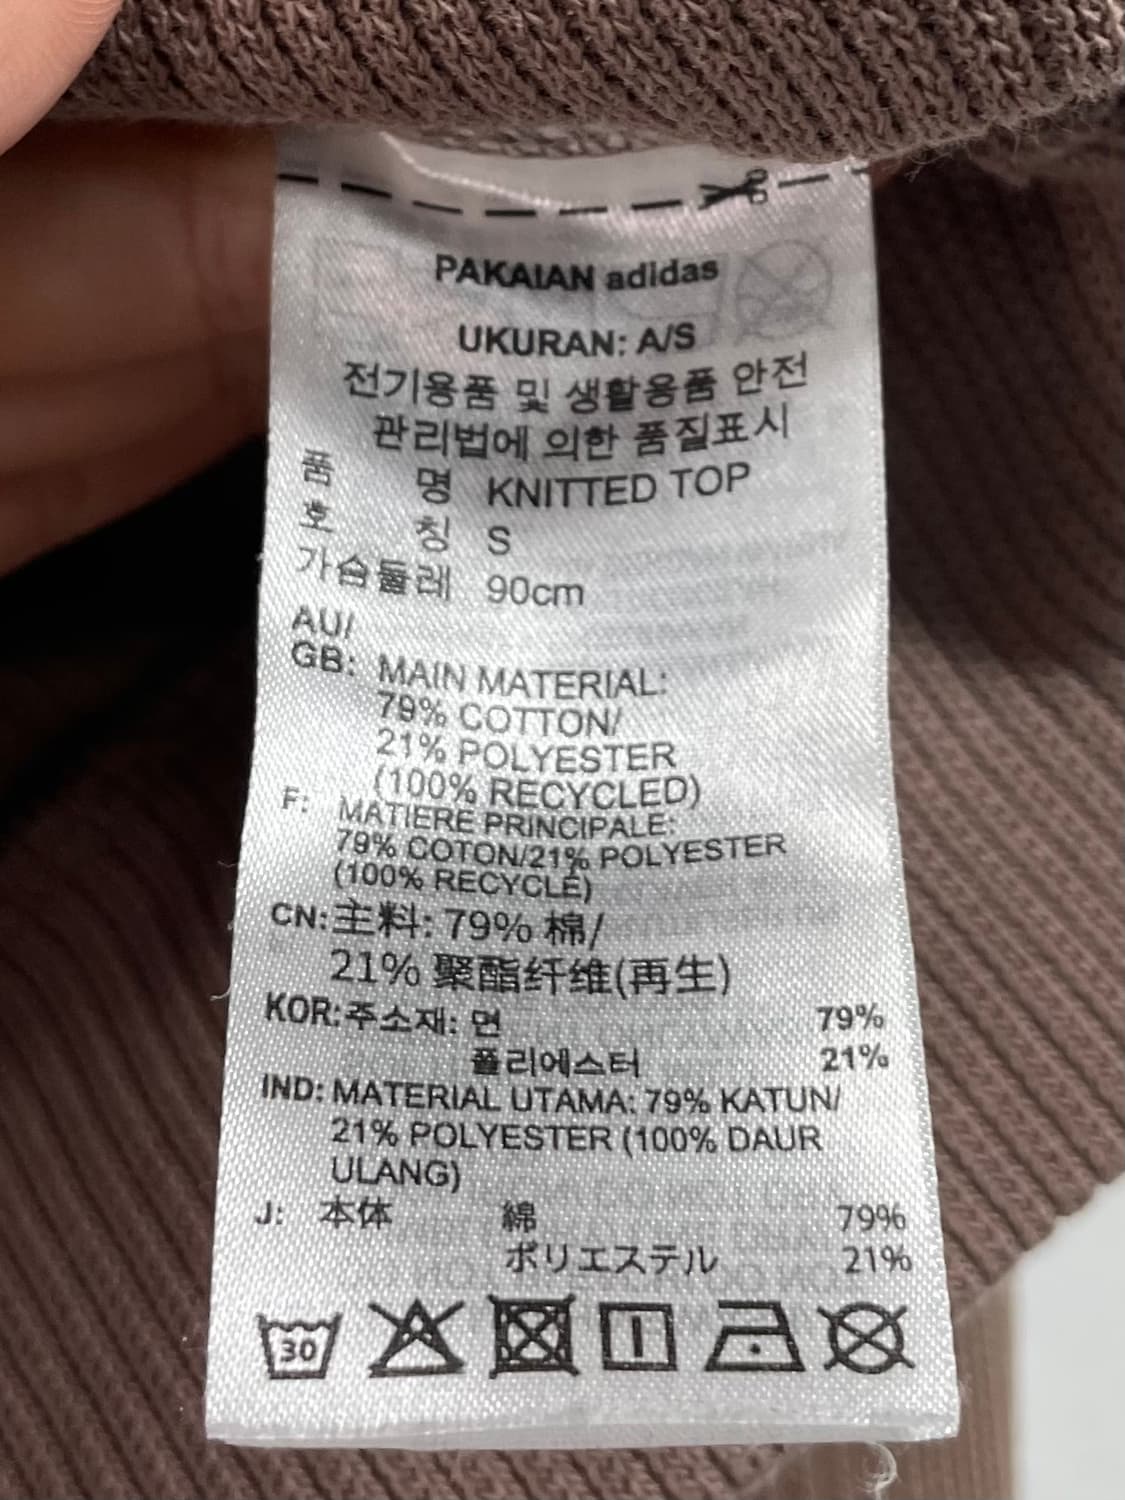 PAKAIAN adidas
UKURAN: A/S
전기용품 및 생활용품 안전
관리법에 의한 품질표시
품 명 KNITTED TOP
호 칭 S
가슴둘레 90cm
AU/
GB: MAIN MATERIAL:
79% COTTON/
21% POLYESTER
(100% RECYCLED)
F: MATIERE PRINCIPALE:
79% COTON/21% POLYESTER
(100% RECYCLÉ)
CN: 主料: 79% 棉/
21% 聚酯纤维(再生)
KOR: 주소재: 면 79%
폴리에스터 21%
IND: MATERIAL UTAMA: 79% KATUN/
21% POLYESTER (100% DAUR
ULANG)
J: 本体 綿 79%
ポリエステル 21%
30